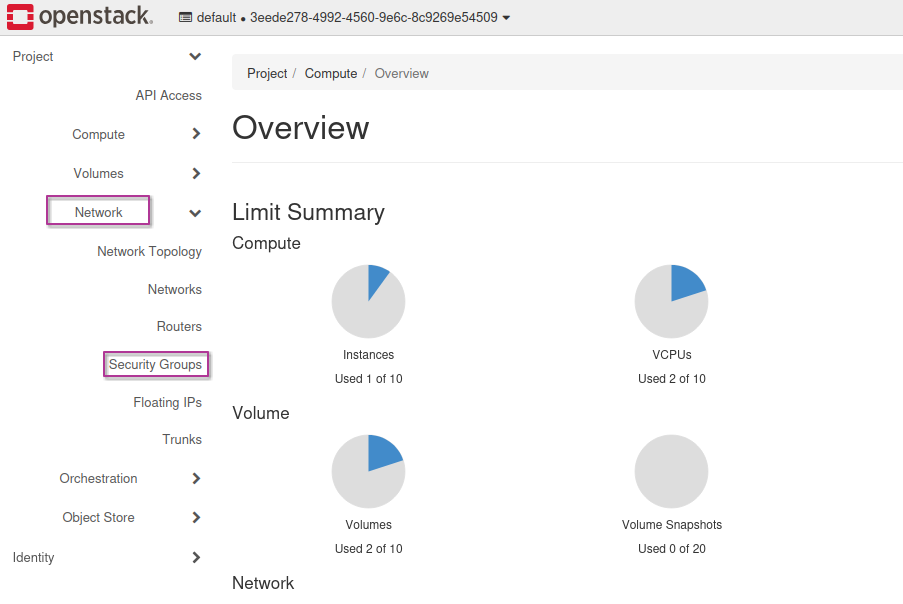 openstack.
default • 3eede278-4992-4560-9e6c-8c9269e54509
Project
API Access
Compute
Volumes
Network
Network Topology
Networks
Routers
Security Groups
Floating IPs
Trunks
Orchestration
Object Store
Identity
Project / Compute / Overview
Overview
Limit Summary
Compute
Instances
Used 1 of 10
VCPUs
Used 2 of 10
Volume
Volumes
Used 2 of 10
Volume Snapshots
Used 0 of 20
Network